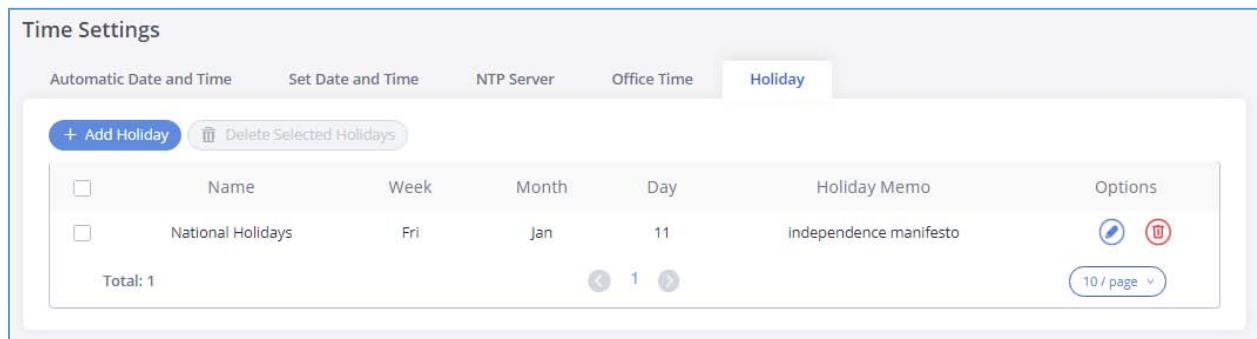 Time Settings
Automatic Date and Time Set Date and Time NTP Server Office Time Holiday
+ Add Holiday Delete Selected Holidays
Name Week Month Day Holiday Memo Options
National Holidays Fri Jan 11 independence manifesto
Total: 1 1 10 / page